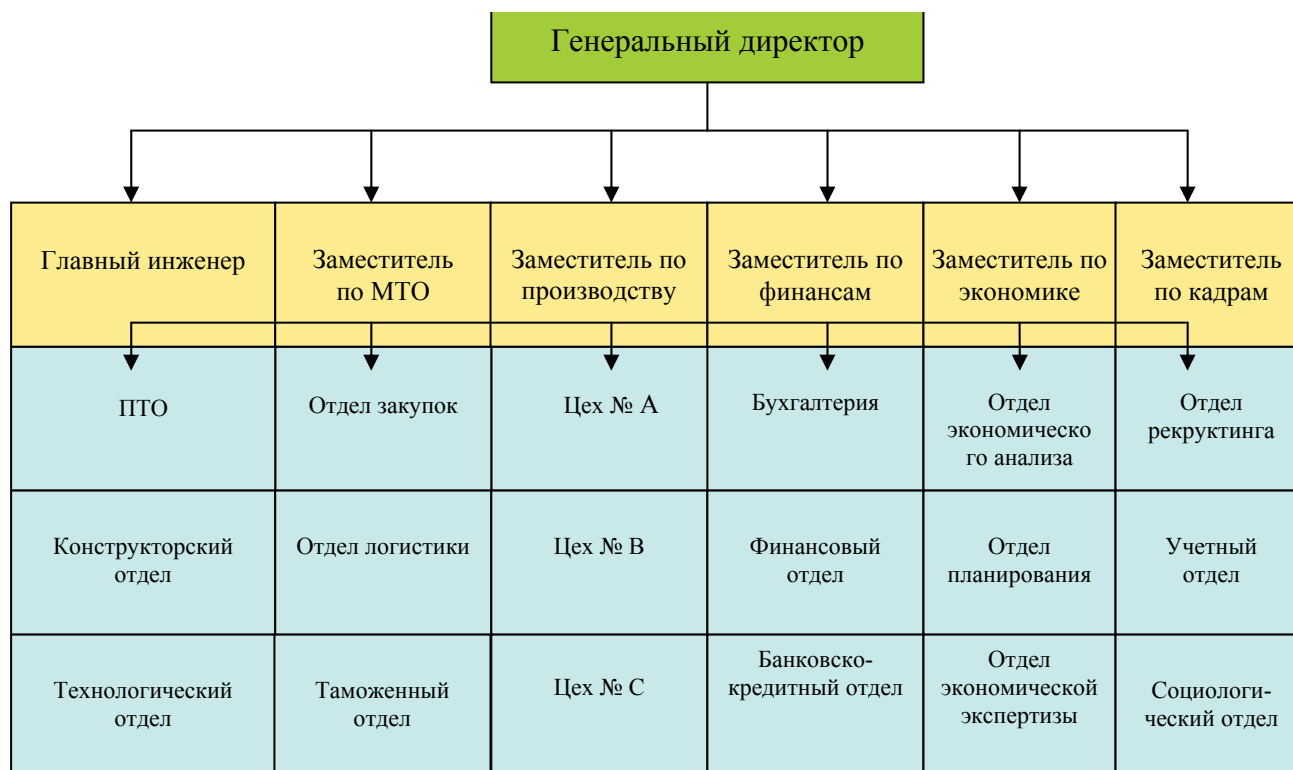 Генеральный директор
Главный инженер
Заместитель
по МТО
Заместитель по
производству
Заместитель по
финансам
Заместитель по
экономике
Заместитель
по кадрам
ПТО
Отдел закупок
Цех № А
Бухгалтерия
Отдел
экономическо
го анализа
Отдел
рекруктинга
Конструкторский
отдел
Отдел логистики
Цех № В
Финансовый
отдел
Отдел
планирования
Учетный
отдел
Технологический
отдел
Таможенный
отдел
Цех № С
Банковско-
кредитный отдел
Отдел
экономической
экспертизы
Социологи-
ческий отдел